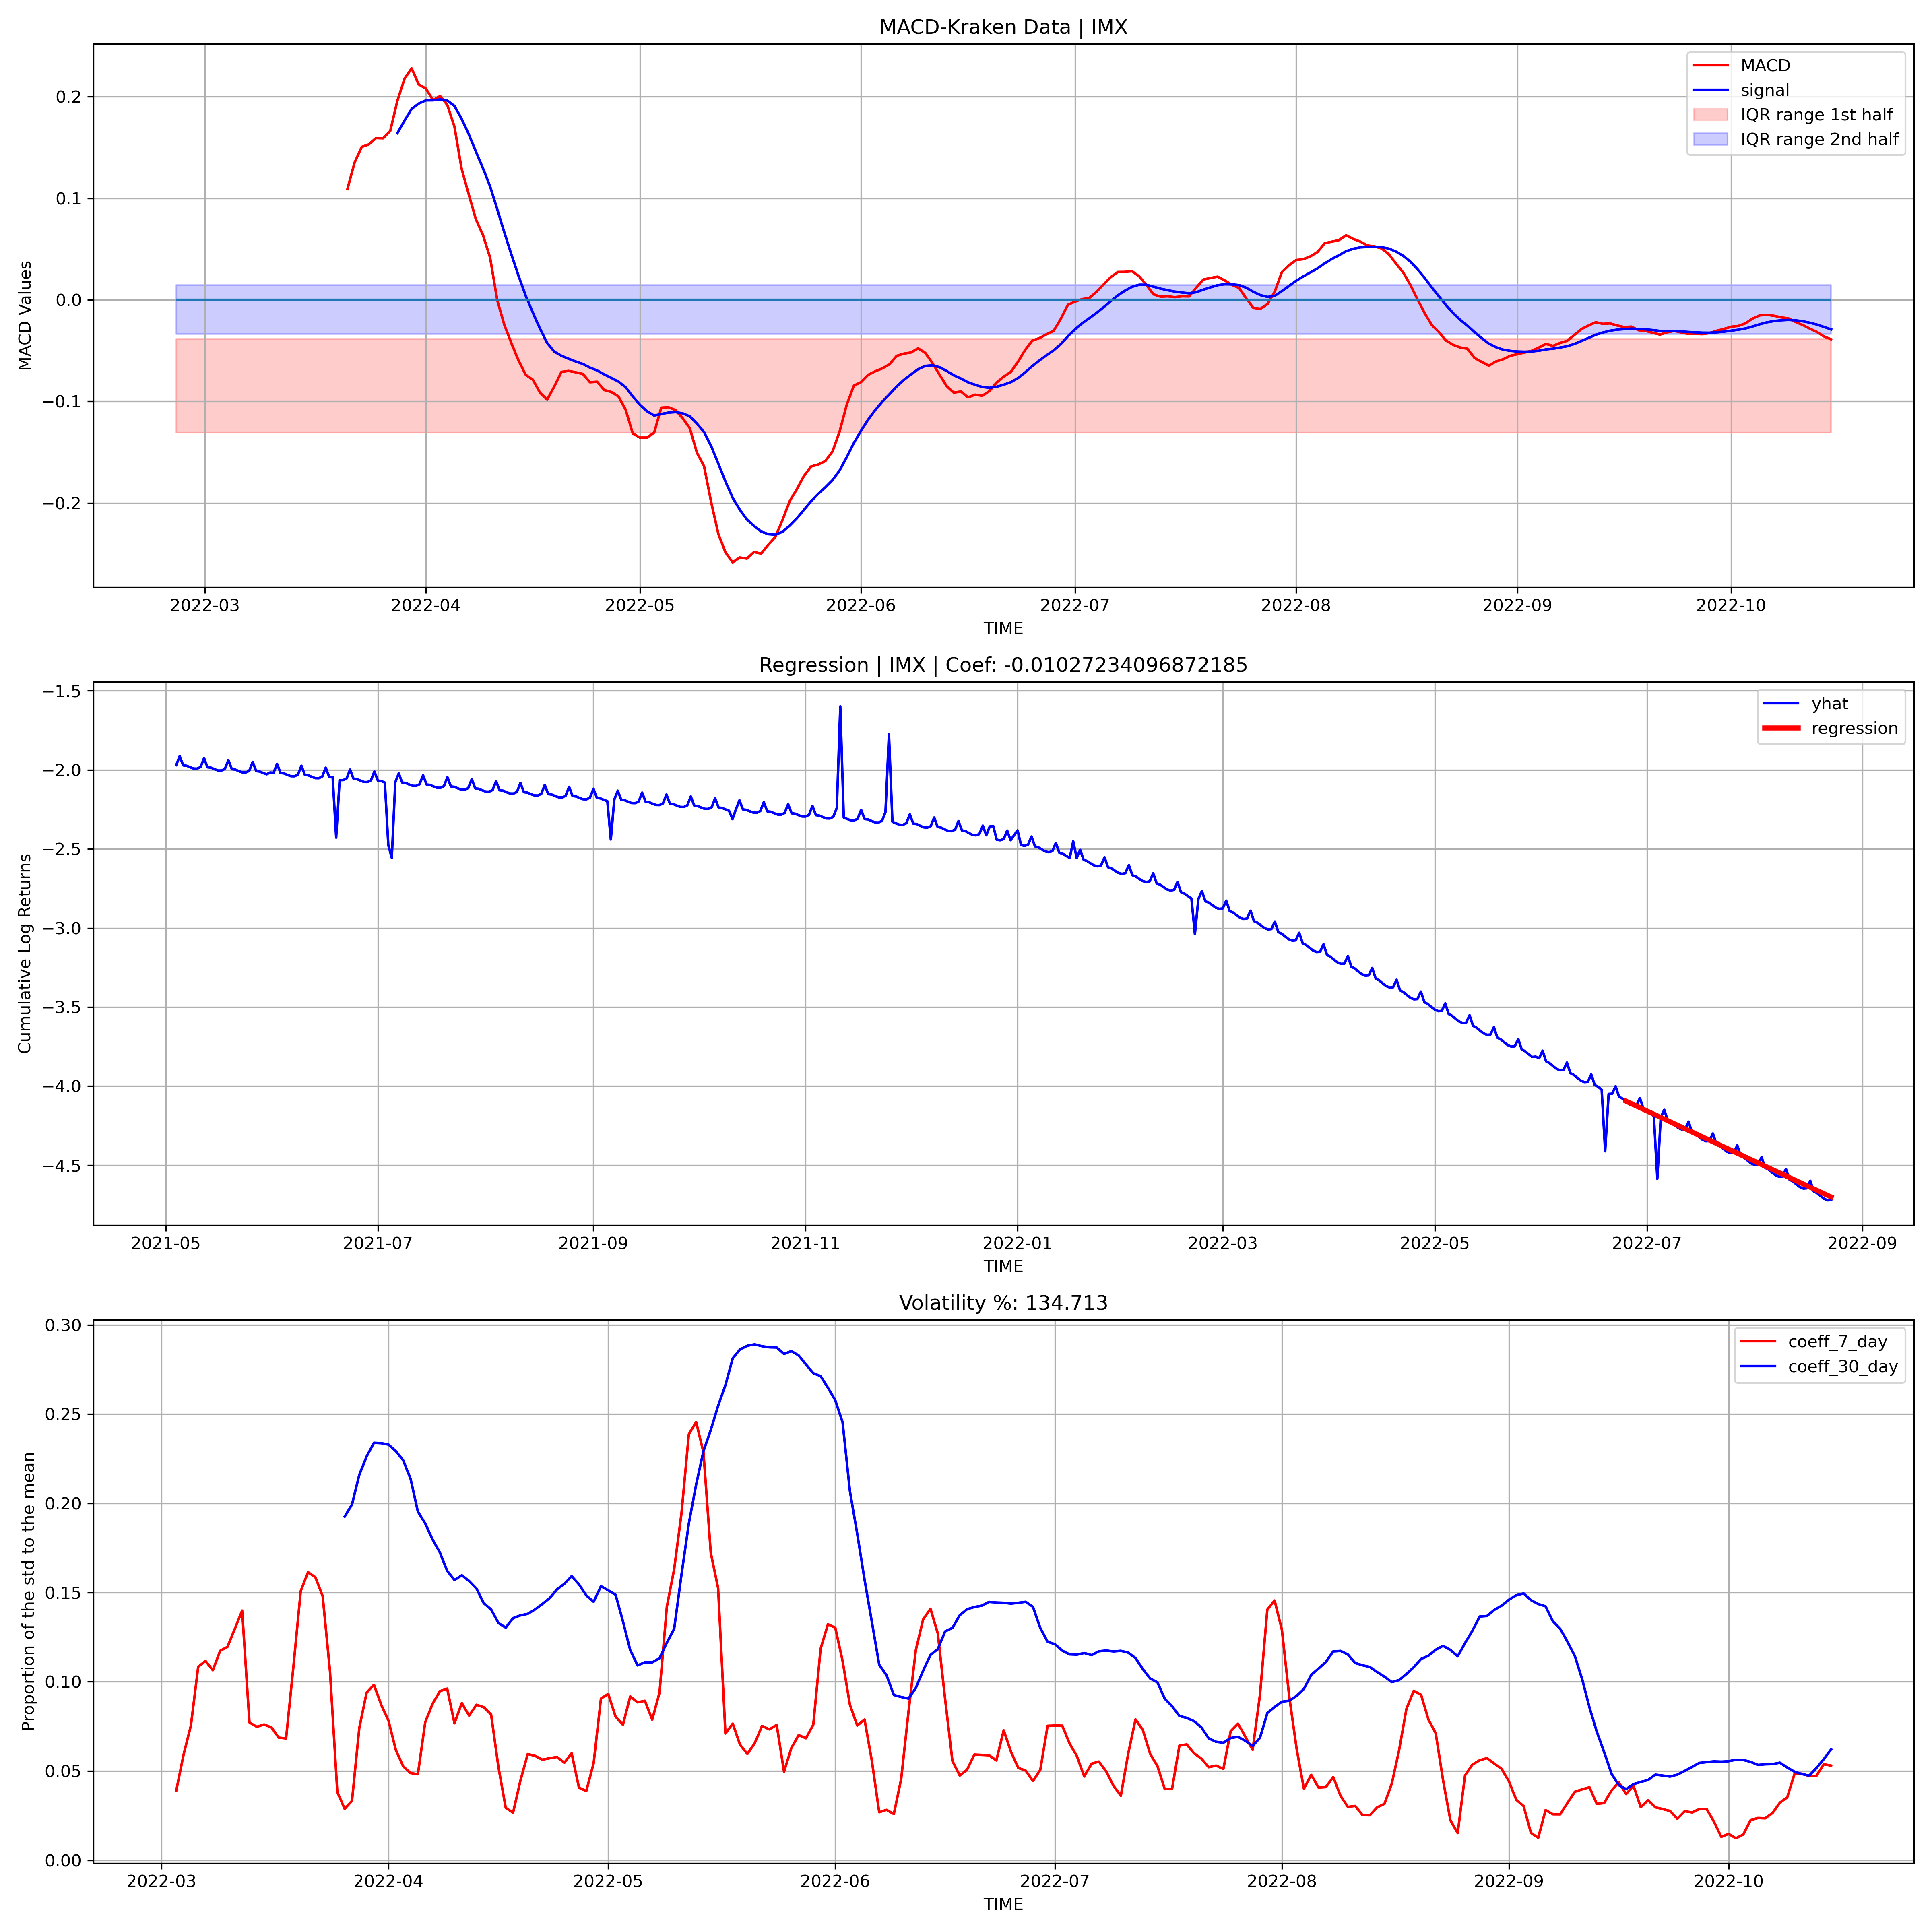 MACD-Kraken Data | IMX
MACD
signal
IQR range 1st half
IQR range 2nd half
0.2
0.1
0.0
−0.1
−0.2
MACD Values
2022-03 2022-04 2022-05 2022-06 2022-07 2022-08 2022-09 2022-10
TIME
Regression | IMX | Coef: -0.01027234096872185
yhat
regression
−1.5
−2.0
−2.5
−3.0
−3.5
−4.0
−4.5
Cumulative Log Returns
2021-05 2021-07 2021-09 2021-11 2022-01 2022-03 2022-05 2022-07 2022-09
TIME
Volatility %: 134.713
coeff_7_day
coeff_30_day
0.30
0.25
0.20
0.15
0.10
0.05
0.00
Proportion of the std to the mean
2022-03 2022-04 2022-05 2022-06 2022-07 2022-08 2022-09 2022-10
TIME